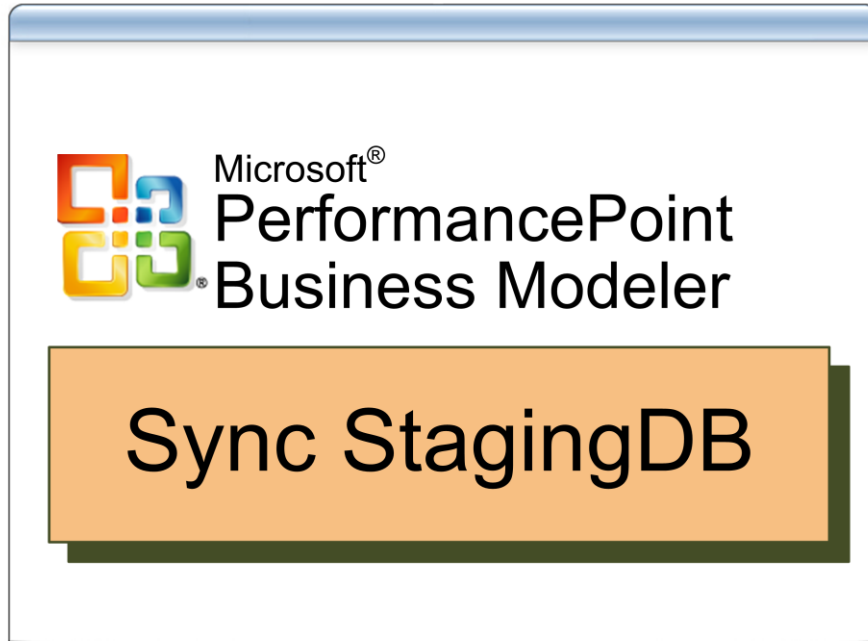 Microsoft®
PerformancePoint
Business Modeler
®
Sync StagingDB